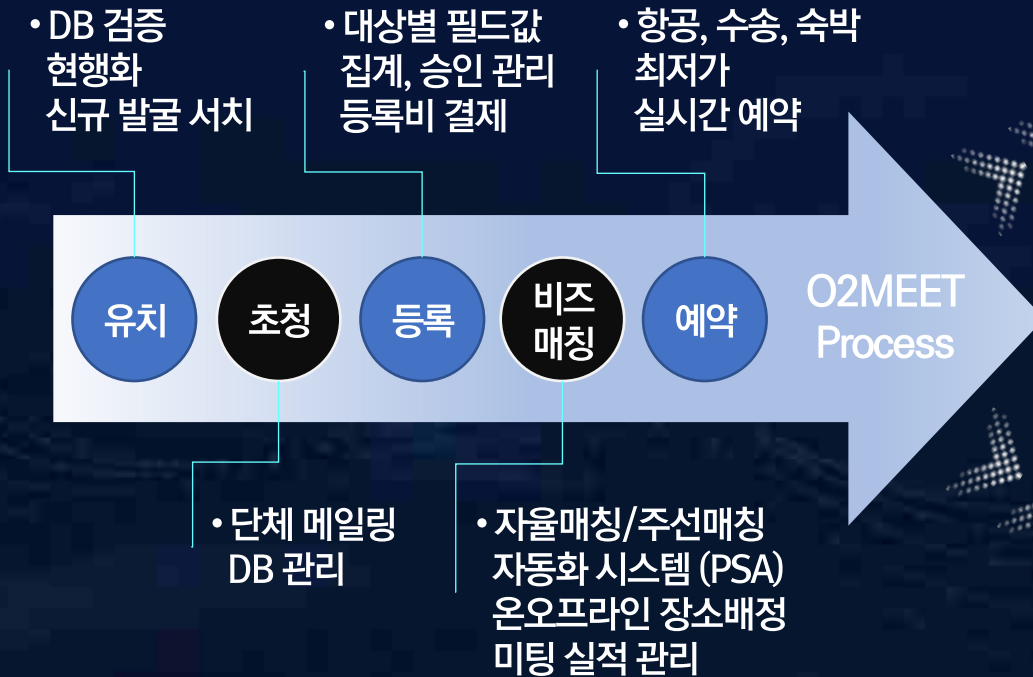 • DB 검증
현행화
신규 발굴 서치
• 대상별 필드값
집계, 승인 관리
등록비 결제
• 항공, 수송, 숙박
최저가
실시간 예약
유치
초청
등록
비즈
매칭
예약
O2MEET
Process
• 단체 메일링
DB 관리
• 자율매칭/주선매칭
자동화 시스템 (PSA)
온오프라인 장소배정
미팅 실적 관리